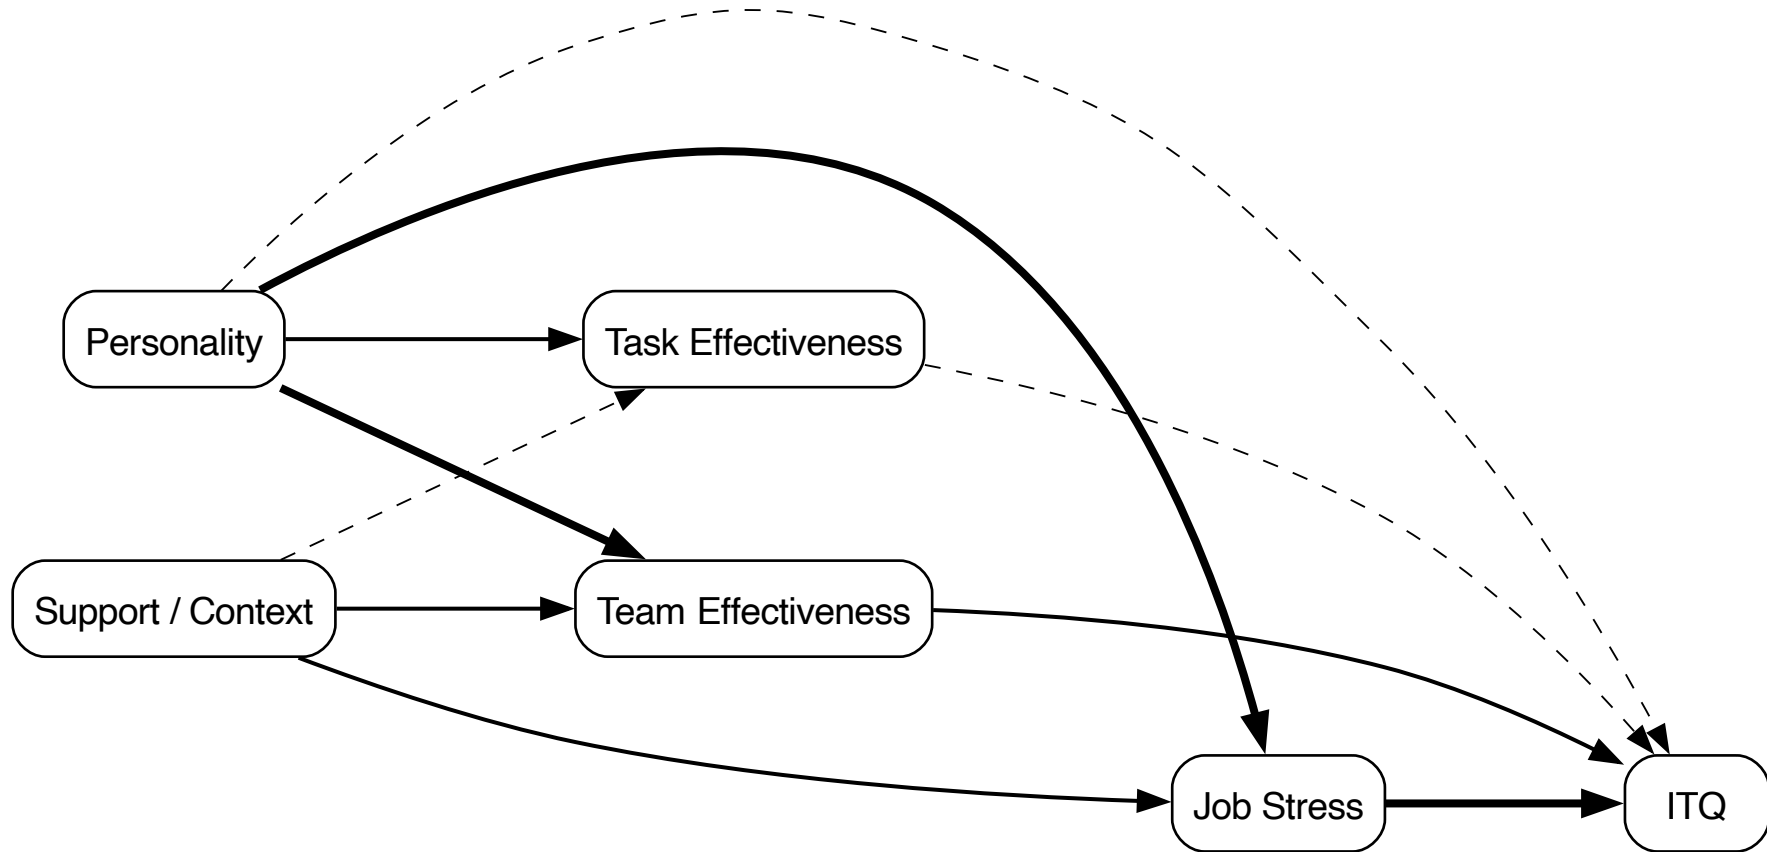 Personality
Task Effectiveness
Support / Context
Team Effectiveness
Job Stress
ITQ